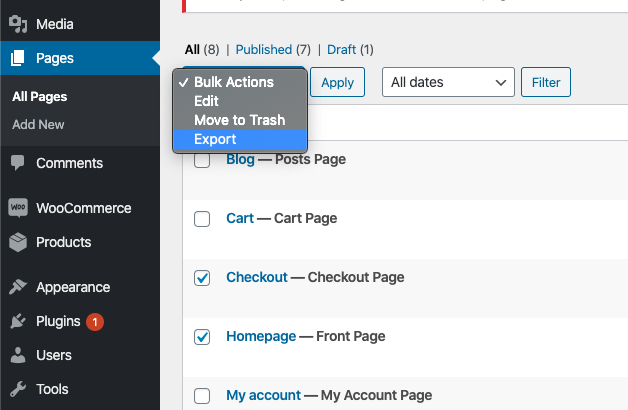 Media
Pages
All Pages
Add New
Comments
WOO WooCommerce
Products
Appearance
Plugins 1
Users
Tools
All (8) | Published (7) | Draft (1)
✓ Bulk Actions
Edit
Move to Trash
Export
Apply
All dates
Filter
Blog — Posts Page
Cart — Cart Page
Checkout — Checkout Page
Homepage — Front Page
My account — My Account Page